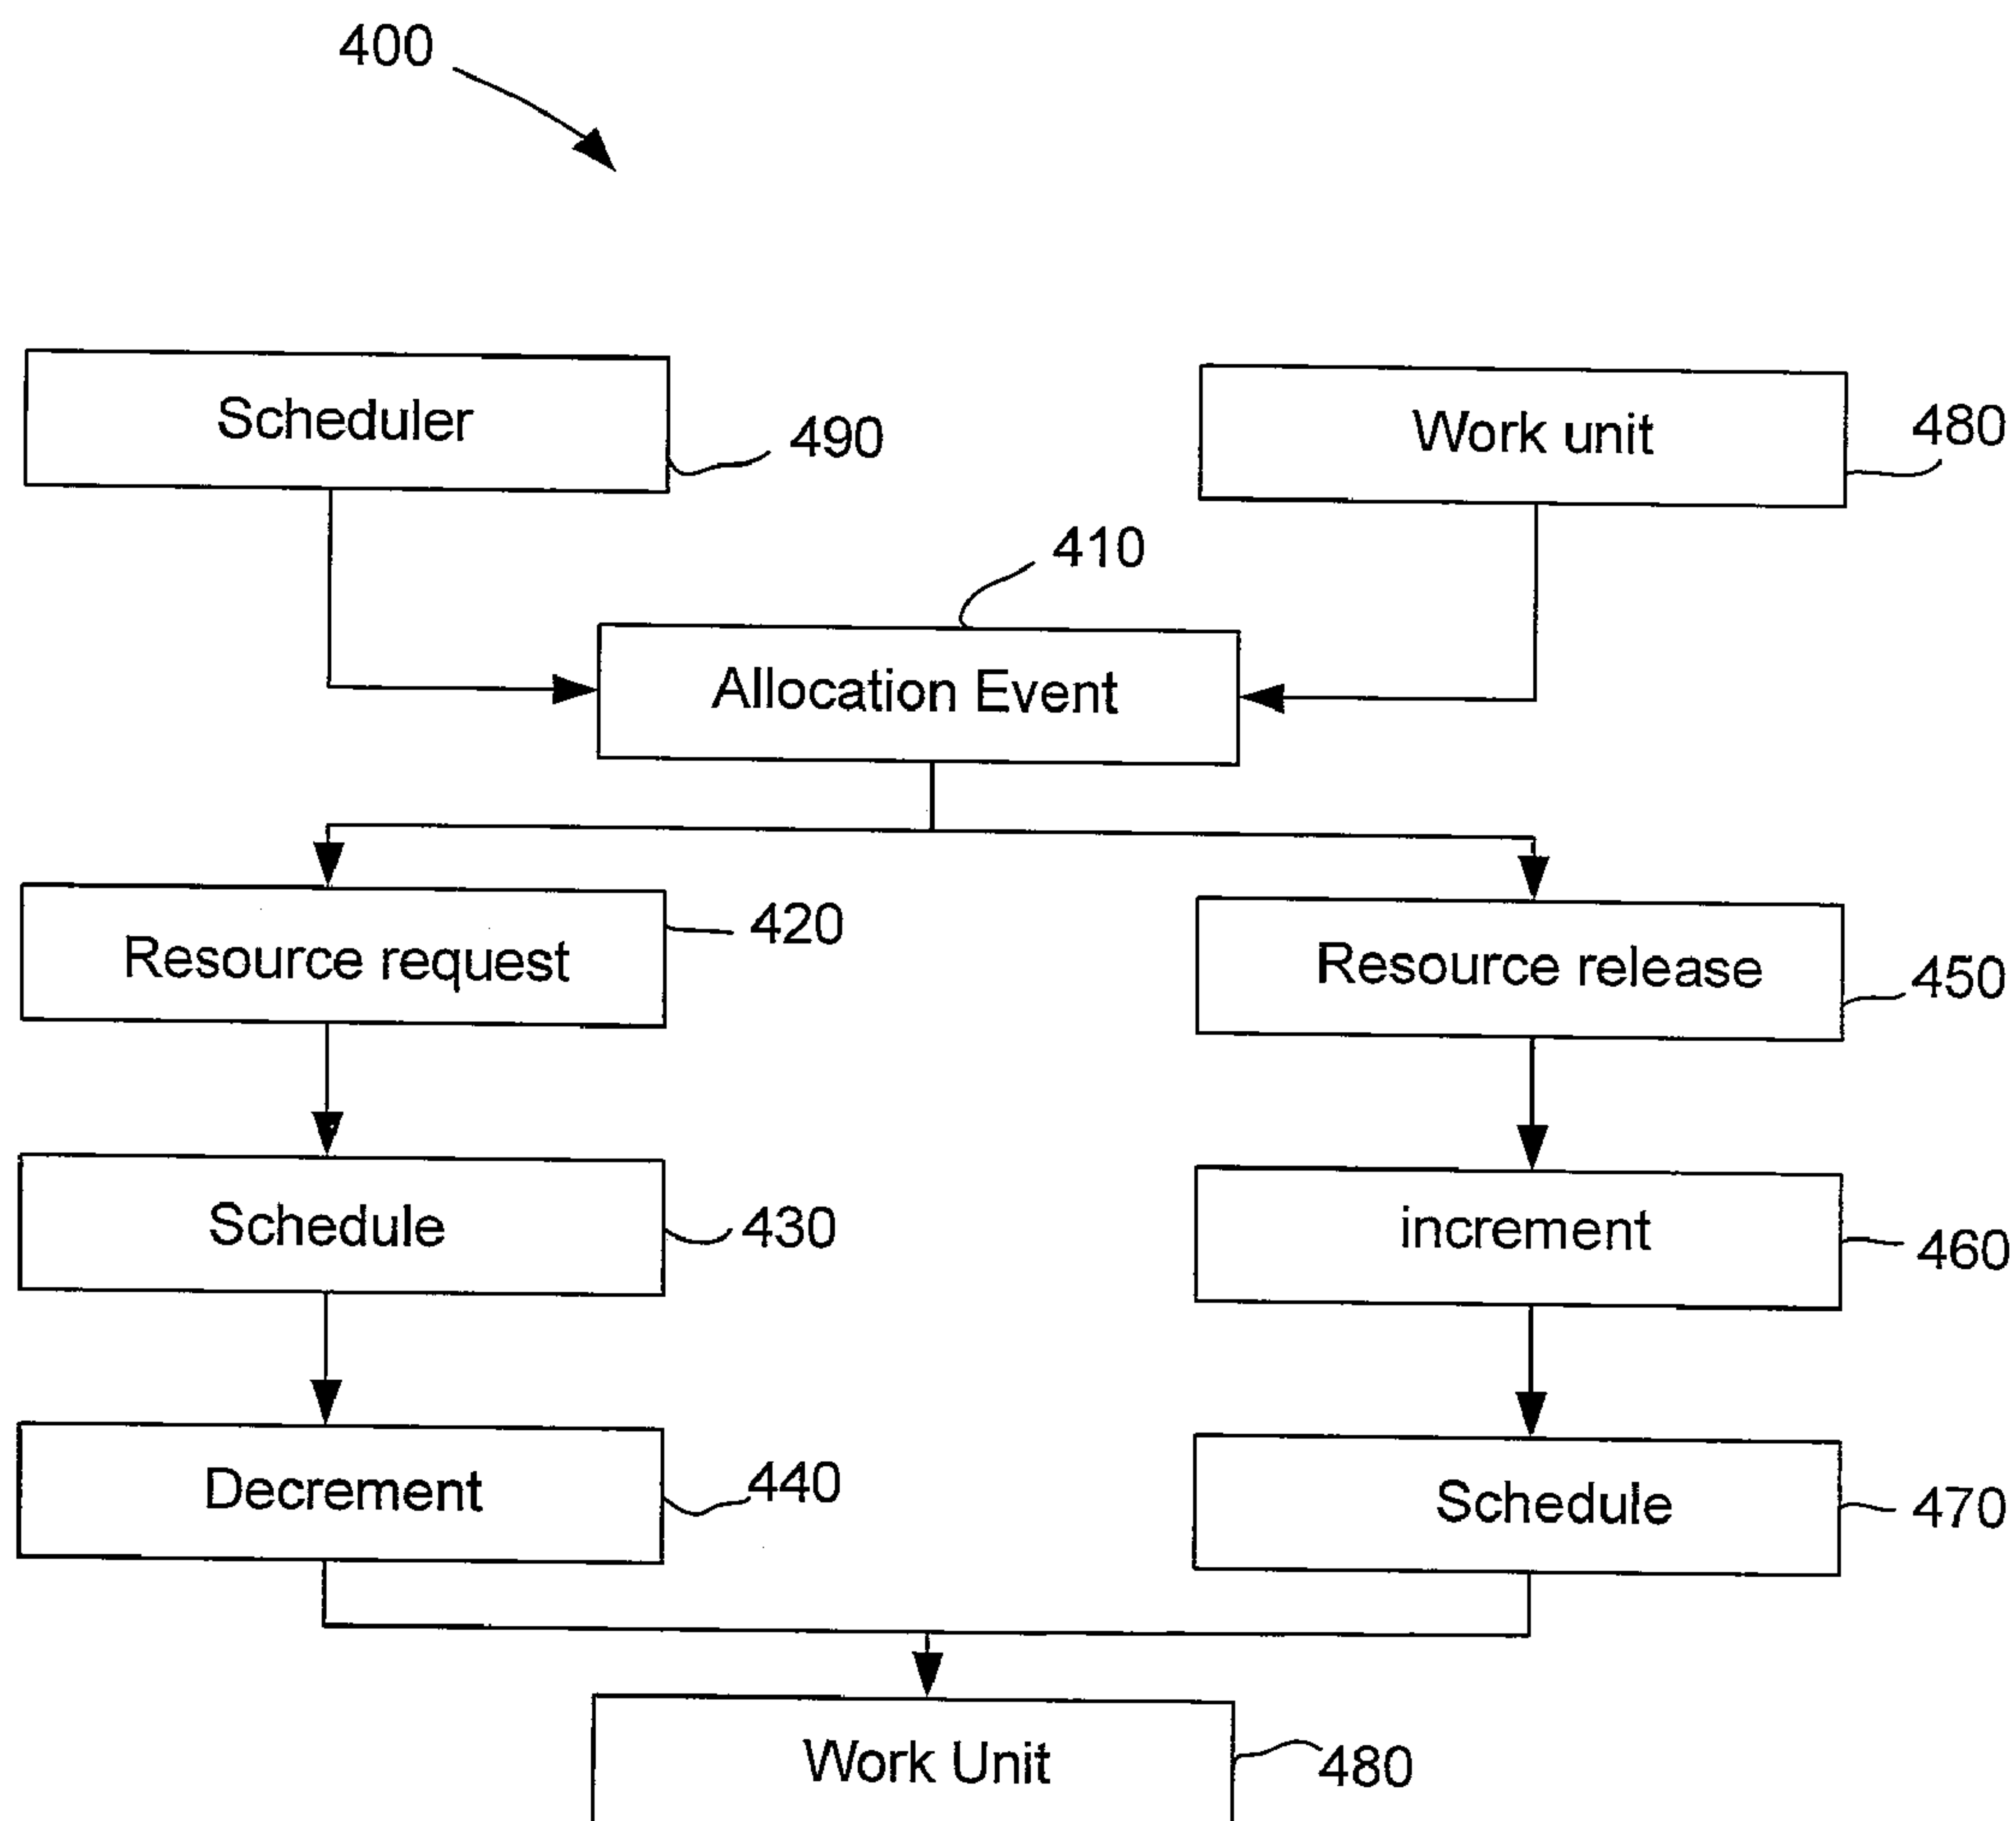 400
Scheduler
490
Work unit
480
410
Allocation Event
Resource request
420
Resource release
450
Schedule
430
increment
460
Decrement
440
Schedule
470
Work Unit
480